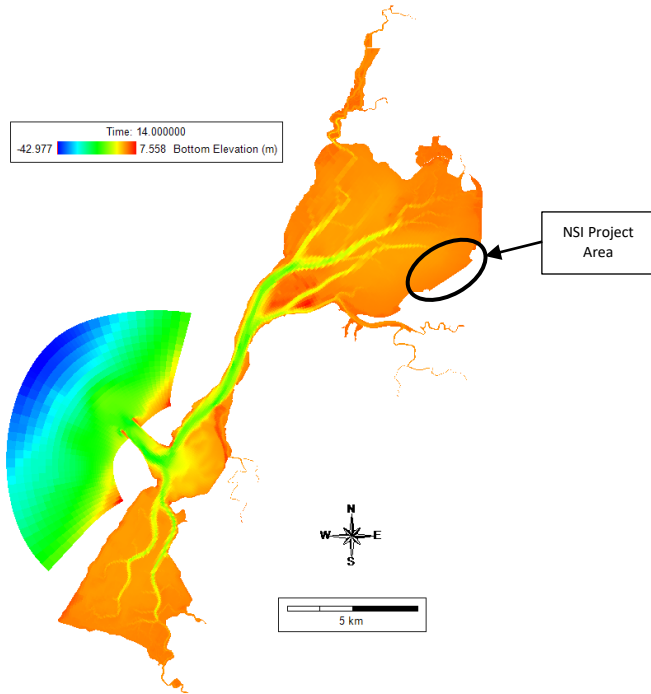 Time: 14.000000
-42.977 7.558 Bottom Elevation (m)
NSI Project
Area
N
W E
S
5 km